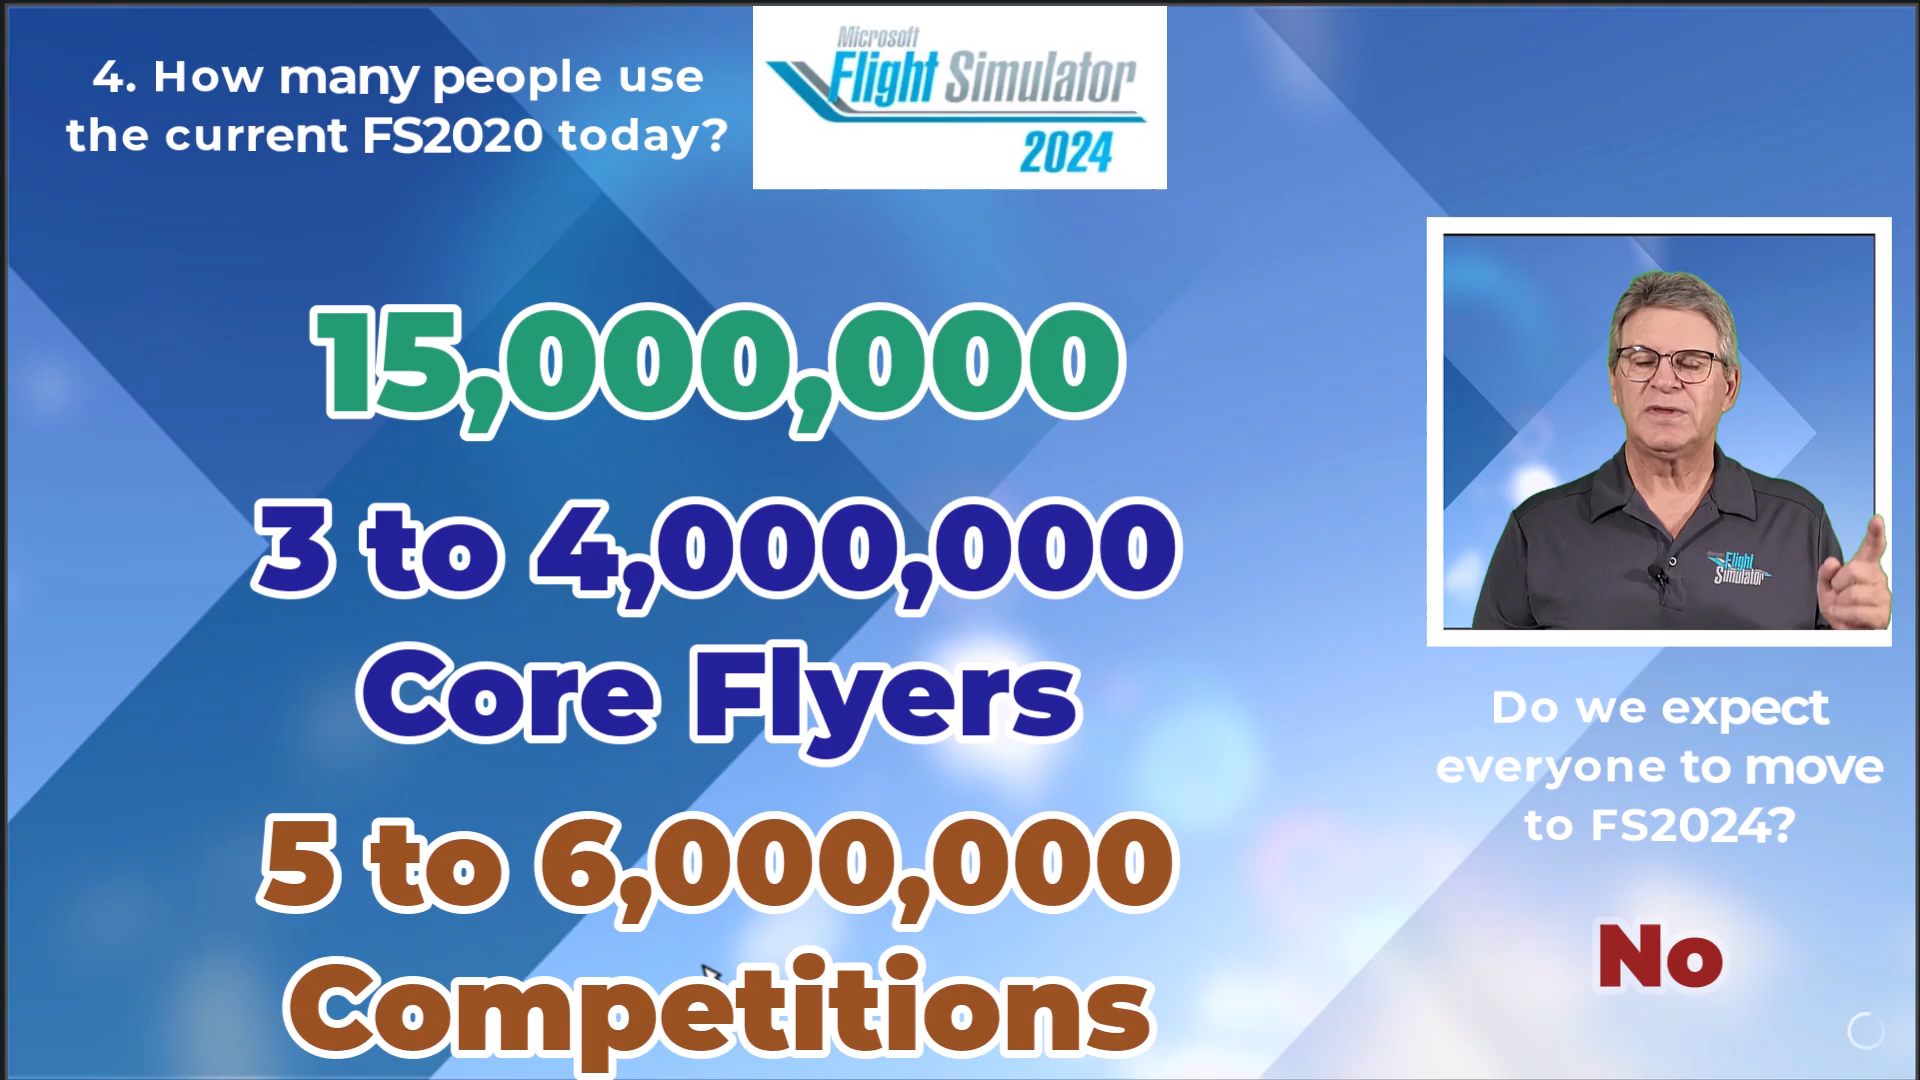 4. How many people use
the current FS2020 today?
Microsoft
Flight Simulator
2024
15,000,000
3 to 4,000,000
Core Flyers
5 to 6,000,000
Competitions
Flight
Simulator
Do we expect
everyone to move
to FS2024?
No